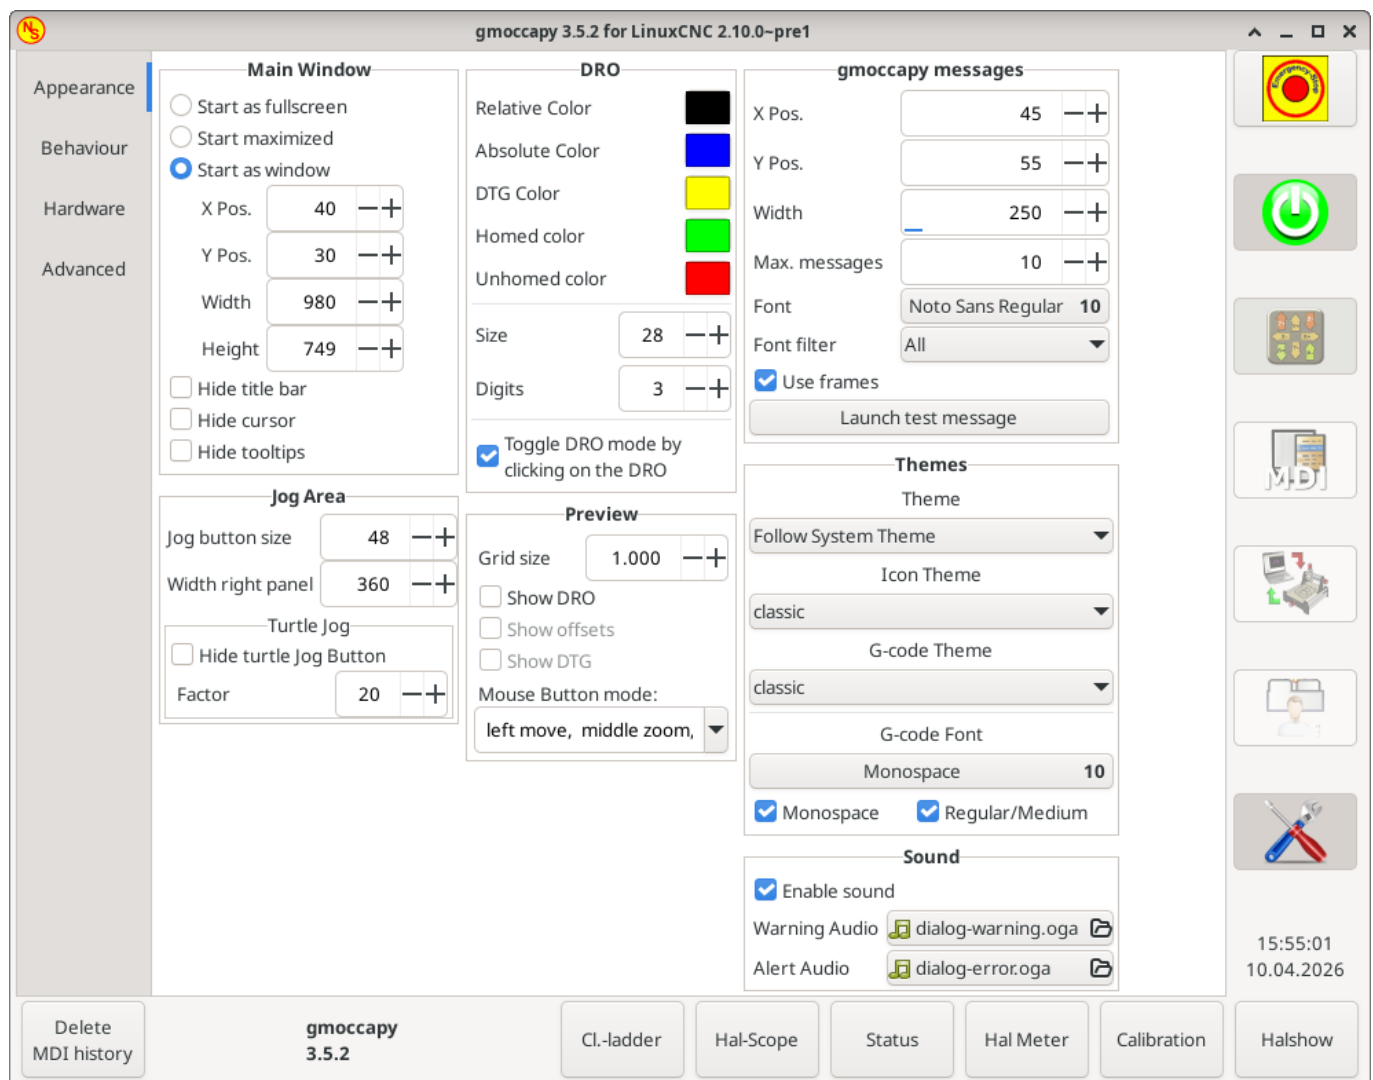 gmoccapy 3.5.2 for LinuxCNC 2.10.0~pre1
Appearance
Behaviour
Hardware
Advanced
Main Window
Start as fullscreen
Start maximized
Start as window
X Pos. 40
Y Pos. 30
Width 980
Height 749
Hide title bar
Hide cursor
Hide tooltips
Jog Area
Jog button size 48
Width right panel 360
Turtle Jog
Hide turtle Jog Button
Factor 20
DRO
Relative Color
Absolute Color
DTG Color
Homed color
Unhomed color
Size 28
Digits 3
Toggle DRO mode by
clicking on the DRO
Preview
Grid size 1.000
Show DRO
Show offsets
Show DTG
Mouse Button mode:
left move, middle zoom,
gmoccapy messages
X Pos. 45
Y Pos. 55
Width 250
Max. messages 10
Font Noto Sans Regular 10
Font filter All
Use frames
Launch test message
Themes
Theme
Follow System Theme
Icon Theme
classic
G-code Theme
classic
G-code Font
Monospace 10
Monospace Regular/Medium
Sound
Enable sound
Warning Audio dialog-warning.oga
Alert Audio dialog-error.oga
Emergency-Stop
MDI
15:55:01
10.04.2026
Delete
MDI history
gmoccapy
3.5.2
Cl.-ladder
Hal-Scope
Status
Hal Meter
Calibration
Halshow